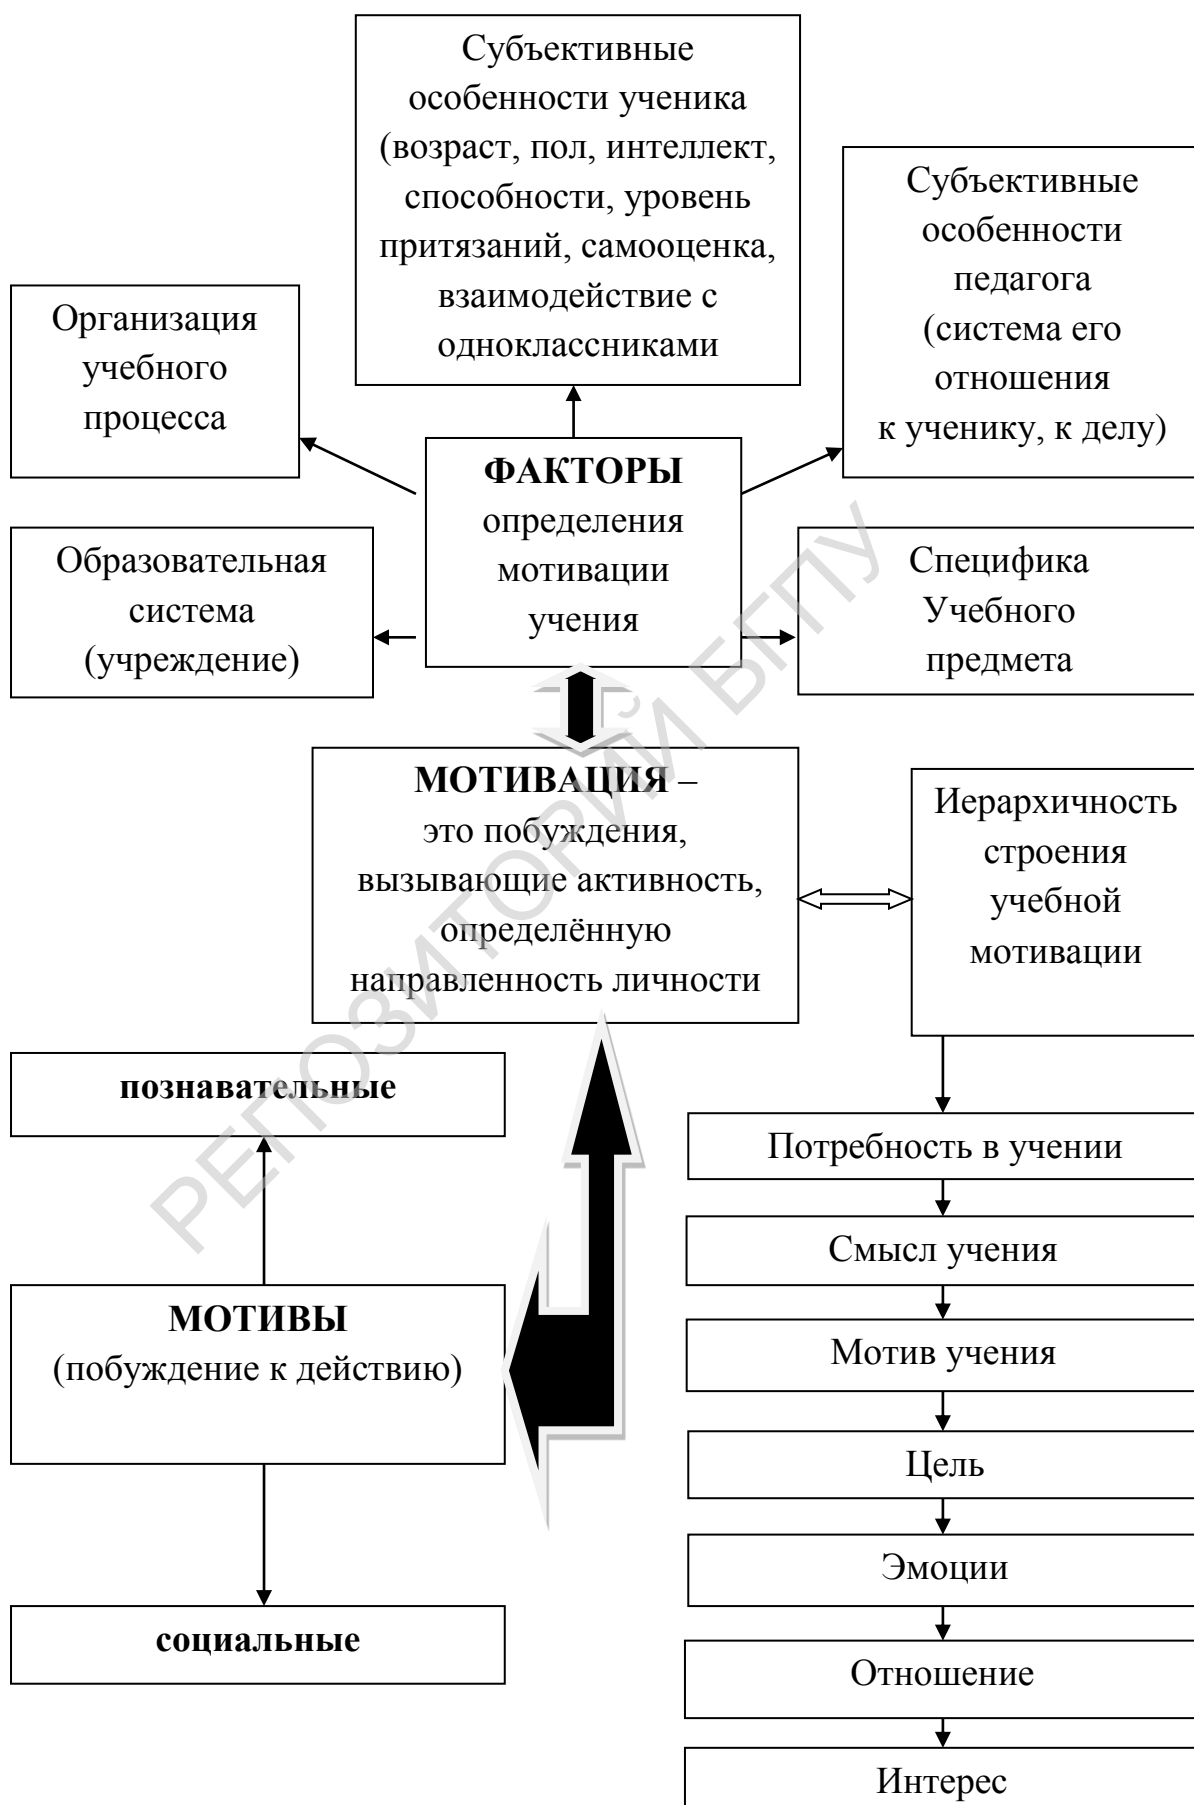 Субъективные
особенности ученика
(возраст, пол, интеллект,
способности, уровень
притязаний, самооценка,
взаимодействие с
одноклассниками
Субъективные
особенности
педагога
(система его
отношения
к ученику, к делу)
Организация
учебного
процесса
ФАКТОРЫ
определения
мотивации
учения
Образовательная
система
(учреждение)
Специфика
Учебного
предмета
МОТИВАЦИЯ –
это побуждения,
вызывающие активность,
определённую
направленность личности
Иерархичность
строения
учебной
мотивации
познавательные
МОТИВЫ
(побуждение к действию)
социальные
Потребность в учении
Смысл учения
Мотив учения
Цель
Эмоции
Отношение
Интерес
РЕПОЗИТОРИЙ БГПУ